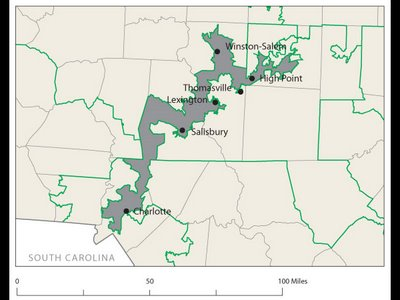 Winston-Salem
High Point
Thomasville
Lexington
Salisbury
Charlotte
SOUTH CAROLINA
0 50 100 Miles